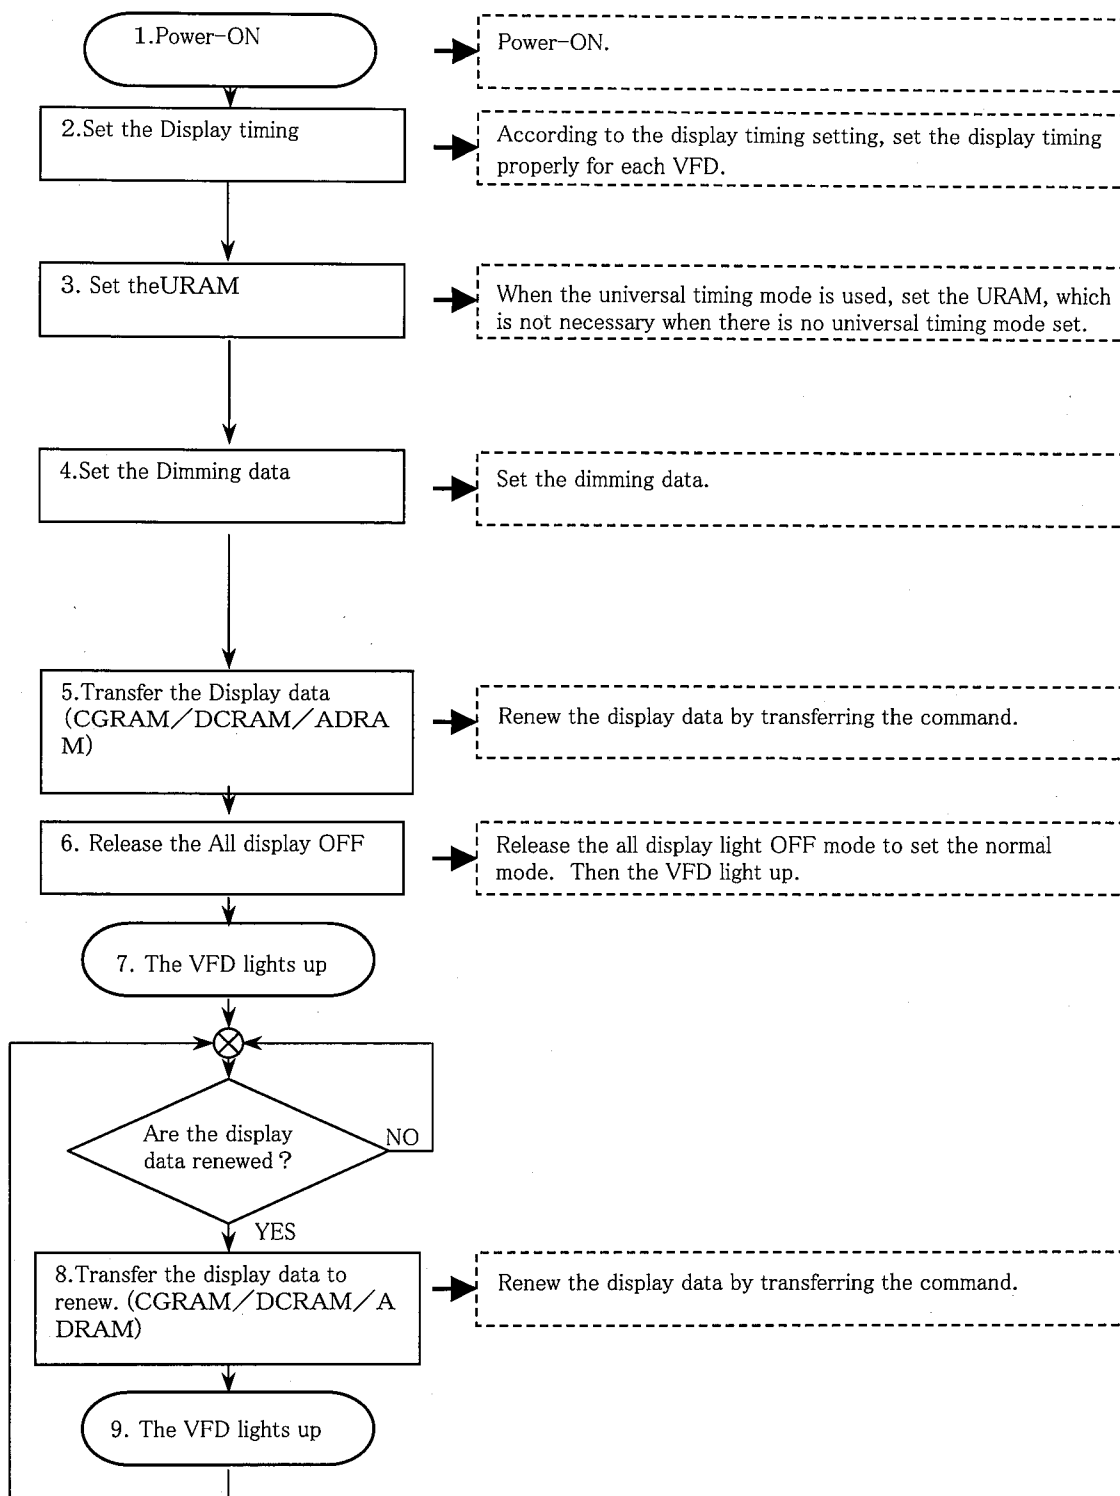 1.Power-ON
Power-ON.
2.Set the Display timing
According to the display timing setting, set the display timing
properly for each VFD.
3. Set theURAM
When the universal timing mode is used, set the URAM, which
is not necessary when there is no universal timing mode set.
4.Set the Dimming data
Set the dimming data.
5.Transfer the Display data
(CGRAM/DCRAM/ADRA
M)
Renew the display data by transferring the command.
6. Release the All display OFF
Release the all display light OFF mode to set the normal
mode. Then the VFD light up.
7. The VFD lights up
Are the display
data renewed?
NO
YES
8.Transfer the display data to
renew. (CGRAM/DCRAM/A
DRAM)
Renew the display data by transferring the command.
9. The VFD lights up